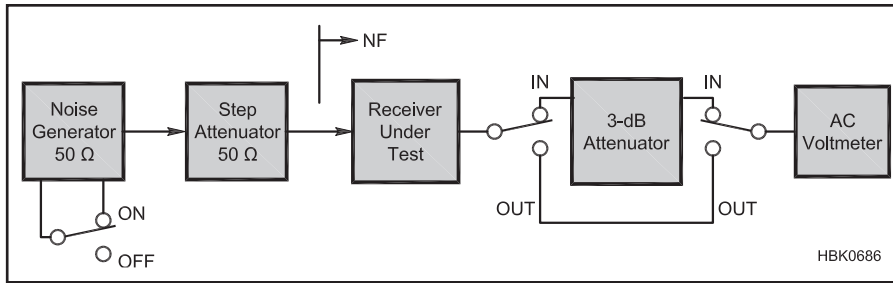 NF
Noise
Generator
50 Ω
Step
Attenuator
50 Ω
Receiver
Under
Test
IN
3-dB
Attenuator
IN
AC
Voltmeter
OUT
OUT
ON
OFF
HBK0686